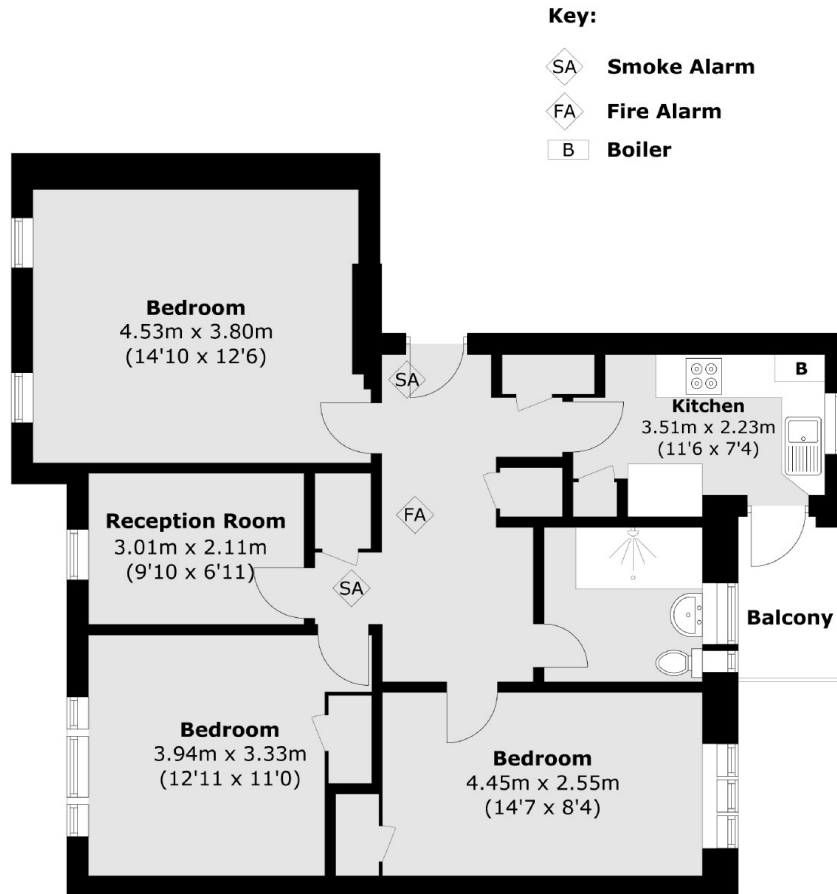 Key:
SA Smoke Alarm
FA Fire Alarm
B Boiler
Bedroom
4.53m x 3.80m
(14'10 x 12'6)
SA
B
Kitchen
3.51m x 2.23m
(11'6 x 7'4)
Reception Room
3.01m x 2.11m
(9'10 x 6'11)
FA
SA
Balcony
Bedroom
3.94m x 3.33m
(12'11 x 11'0)
Bedroom
4.45m x 2.55m
(14'7 x 8'4)